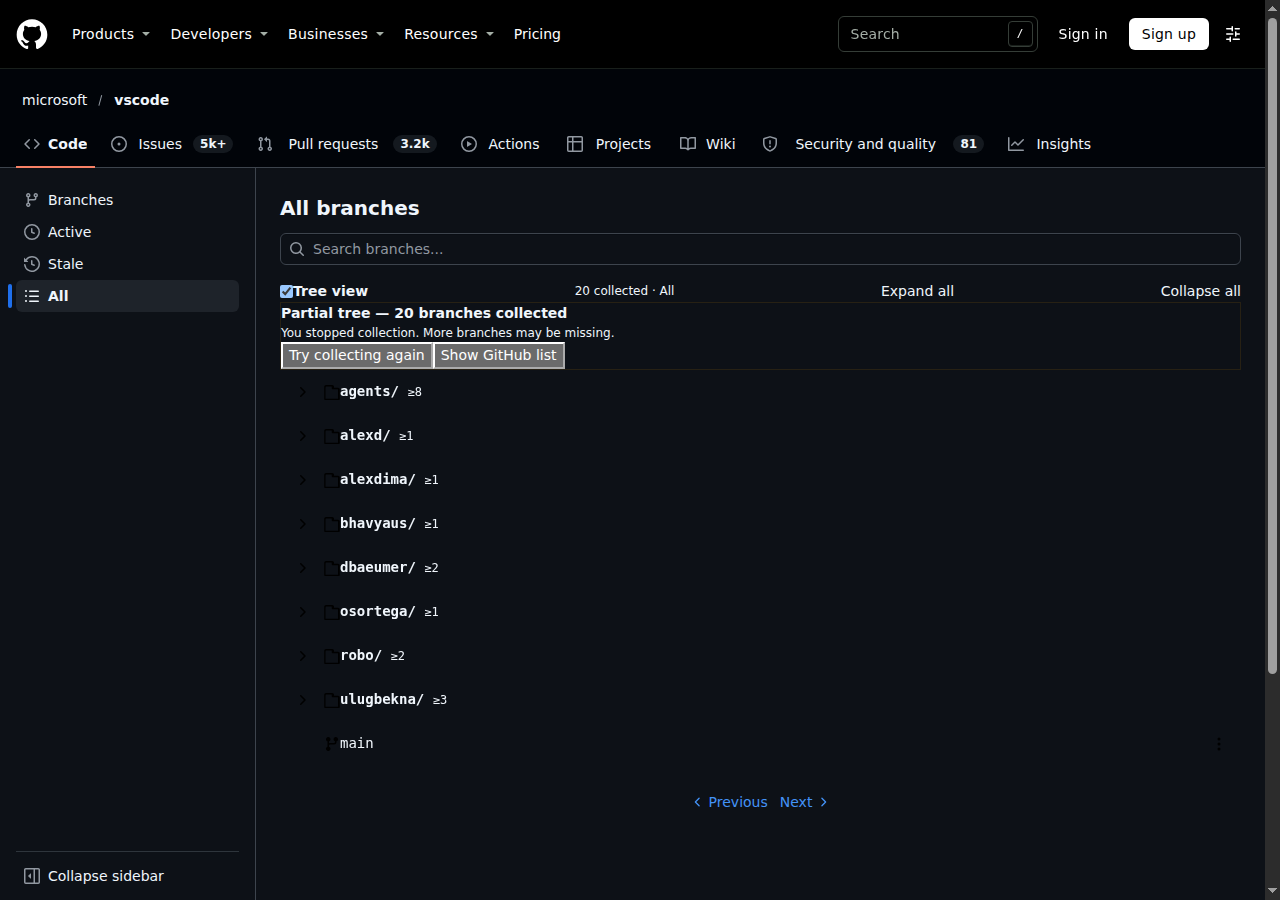 Products Developers Businesses Resources Pricing Search / Sign in Sign up
microsoft / vscode
Code Issues 5k+ Pull requests 3.2k Actions Projects Wiki Security and quality 81 Insights
Branches
Active
Stale
All
Collapse sidebar
All branches
Search branches...
Tree view 20 collected · All Expand all Collapse all
Partial tree — 20 branches collected
You stopped collection. More branches may be missing.
Try collecting again Show GitHub list
agents/ ≥8
alexd/ ≥1
alexdima/ ≥1
bhavyaus/ ≥1
dbaeumer/ ≥2
osortega/ ≥1
robo/ ≥2
ulugbekna/ ≥3
main
Previous Next